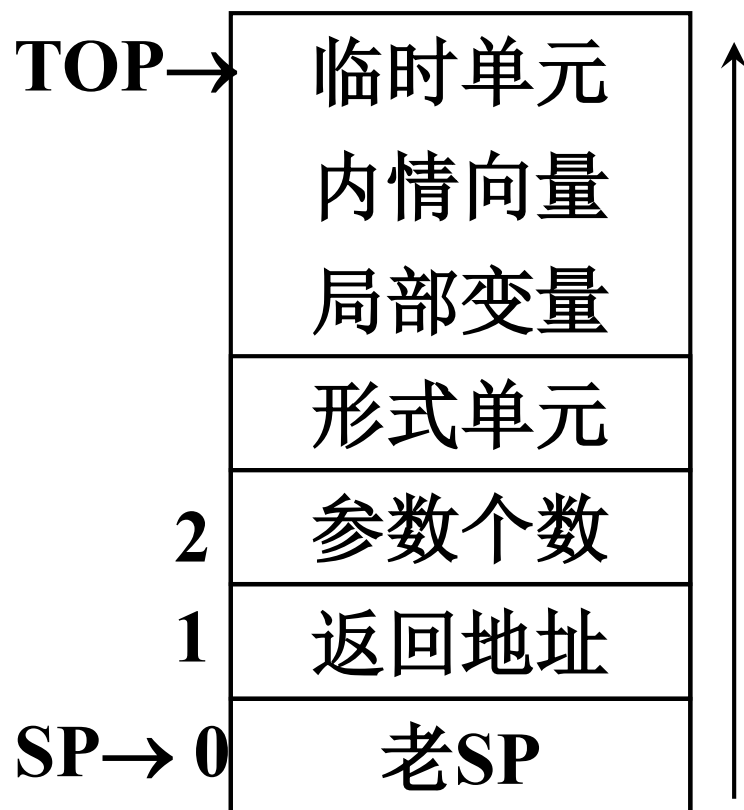 TOP→ 临时单元
内情向量
局部变量
形式单元
2 参数个数
1 返回地址
SP→ 0 老SP